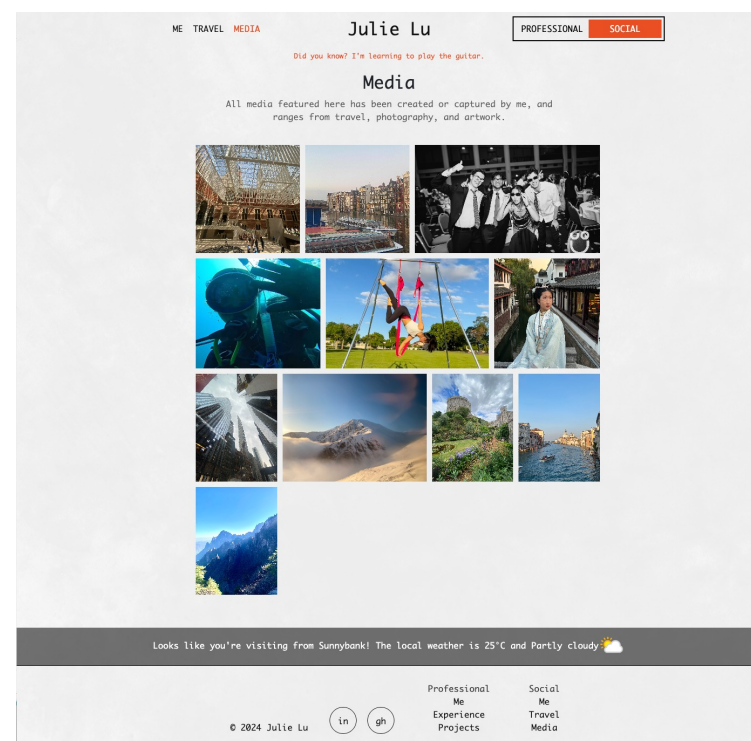 ME TRAVEL MEDIA
Julie Lu
PROFESSIONAL SOCIAL
Did you know? I'm learning to play the guitar.
Media
All media featured here has been created or captured by me, and
ranges from travel, photography, and artwork.
Looks like you're visiting from Sunnybank! The local weather is 25°C and Partly cloudy
© 2024 Julie Lu
in
gh
Professional
Me
Experience
Projects
Social
Me
Travel
Media